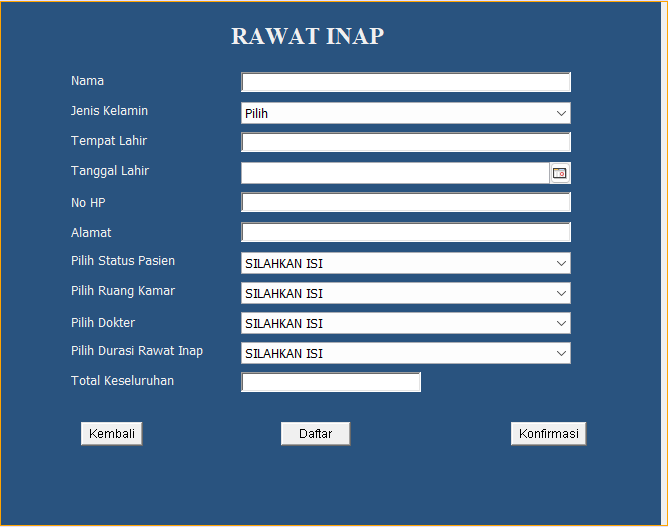 RAWAT INAP
Nama
Jenis Kelamin Pilih
Tempat Lahir
Tanggal Lahir
No HP
Alamat
Pilih Status Pasien SILAHKAN ISI
Pilih Ruang Kamar SILAHKAN ISI
Pilih Dokter SILAHKAN ISI
Pilih Durasi Rawat Inap SILAHKAN ISI
Total Keseluruhan
Kembali Daftar Konfirmasi